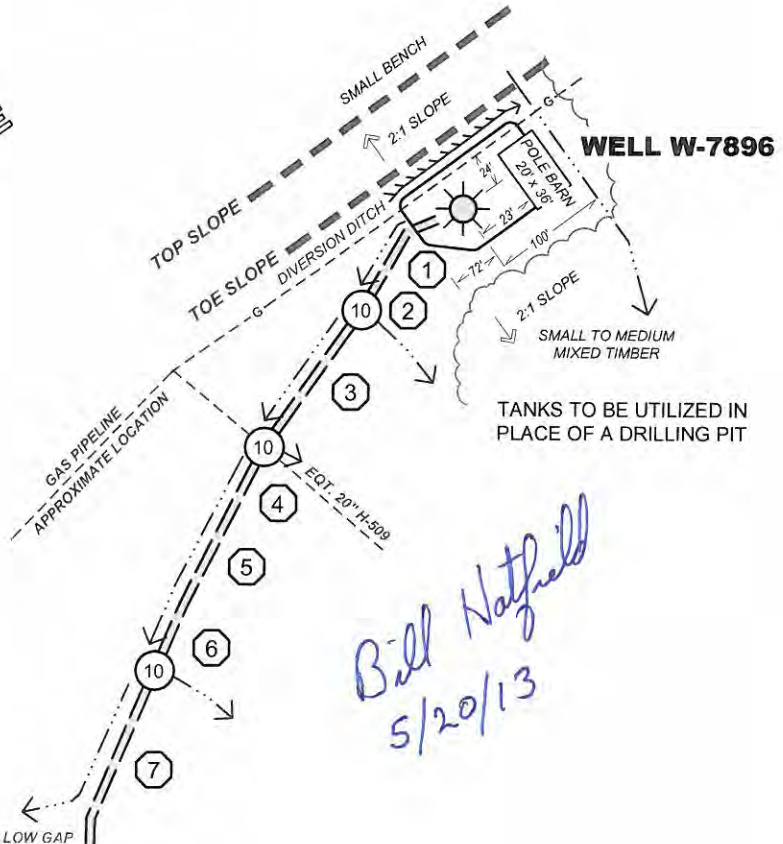 SMALL BENCH
2:1 SLOPE
G
WELL W-7896
POLE BARN
20' X 36'
24'
23'
TOP SLOPE
DIVERSION DITCH
TOE SLOPE
100'
72'
1
G
2:1 SLOPE
10
2
SMALL TO MEDIUM
MIXED TIMBER
3
TANKS TO BE UTILIZED IN
PLACE OF A DRILLING PIT
GAS PIPELINE
APPROXIMATE LOCATION
10
EQT. 20" H-509
4
5
Bill Hatfield
5/20/13
6
10
7
LOW GAP